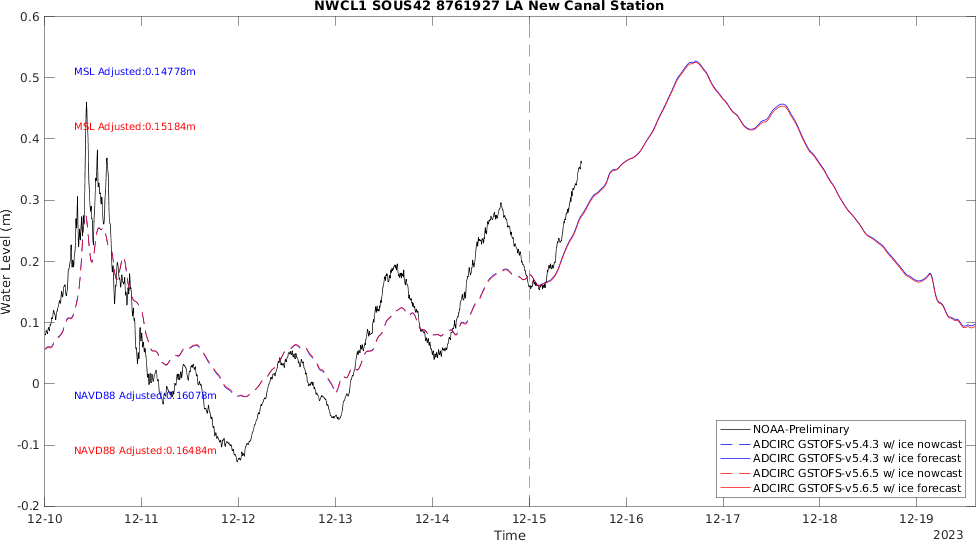 NWCL1 SOUS42 8761927 LA New Canal Station
0.6
0.5
0.4
0.3
0.2
0.1
0
-0.1
-0.2
Water Level (m)
MSL Adjusted:0.14778m
MSL Adjusted:0.15184m
NAVD88 Adjusted:0.16078m
NAVD88 Adjusted:0.16484m
NOAA-Preliminary
ADCIRC GSTOFS-v5.4.3 w/ ice nowcast
ADCIRC GSTOFS-v5.4.3 w/ ice forecast
ADCIRC GSTOFS-v5.6.5 w/ ice nowcast
ADCIRC GSTOFS-v5.6.5 w/ ice forecast
12-10 12-11 12-12 12-13 12-14 12-15 12-16 12-17 12-18 12-19
Time
2023